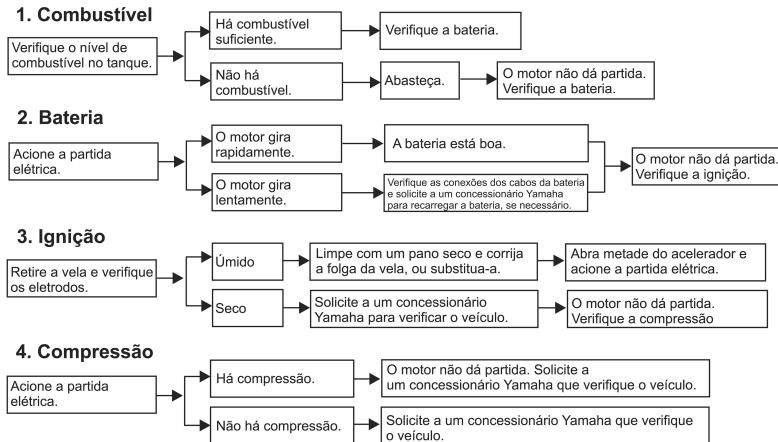 1. Combustível
Verifique o nível de
combustível no tanque.
Há combustível
suficiente.
Verifique a bateria.
Não há
combustível.
Abasteça.
O motor não dá partida.
Verifique a bateria.
2. Bateria
Acione a partida
elétrica.
O motor gira
rapidamente.
A bateria está boa.
O motor gira
lentamente.
Verifique as conexões dos cabos da bateria
e solicite a um concessionário Yamaha
para recarregar a bateria, se necessário.
O motor não dá partida.
Verifique a ignição.
3. Ignição
Retire a vela e verifique
os eletrodos.
Úmido
Limpe com um pano seco e corrija
a folga da vela, ou substitua-a.
Abra metade do acelerador e
acione a partida elétrica.
Seco
Solicite a um concessionário
Yamaha para verificar o veículo.
O motor não dá partida.
Verifique a compressão
4. Compressão
Acione a partida
elétrica.
Há compressão.
O motor não dá partida. Solicite a
um concessionário Yamaha que verifique o veículo.
Não há compressão.
Solicite a um concessionário Yamaha que verifique
o veículo.